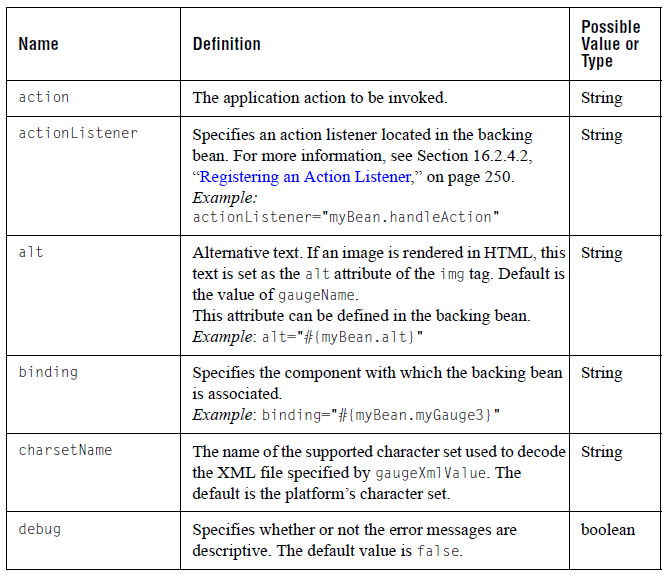 Name
Definition
Possible
Value or
Type
action
The application action to be invoked.
String
actionListener
Specifies an action listener located in the backing
bean. For more information, see Section 16.2.4.2,
“Registering an Action Listener,” on page 250.
Example:
actionListener="myBean.handleAction"
String
alt
Alternative text. If an image is rendered in HTML, this
text is set as the alt attribute of the img tag. Default is
the value of gaugeName.
This attribute can be defined in the backing bean.
Example: alt="#{myBean.alt}"
String
binding
Specifies the component with which the backing bean
is associated.
Example: binding="#{myBean.myGauge3}"
String
charsetName
The name of the supported character set used to decode
the XML file specified by gaugeXmlValue. The
default is the platform’s character set.
String
debug
Specifies whether or not the error messages are
descriptive. The default value is false.
boolean